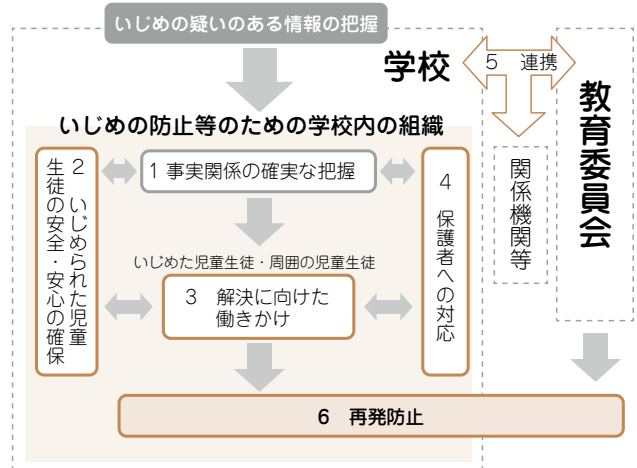 いじめの疑いのある情報の把握
学校
5　連携
教育委員会
関係機関等
いじめの防止等のための学校内の組織
1 事実関係の確実な把握
2　いじめられた児童
生徒の安全・安心の確保
4　保護者への対応
いじめた児童生徒・周囲の児童生徒
3　解決に向けた
働きかけ
6　再発防止